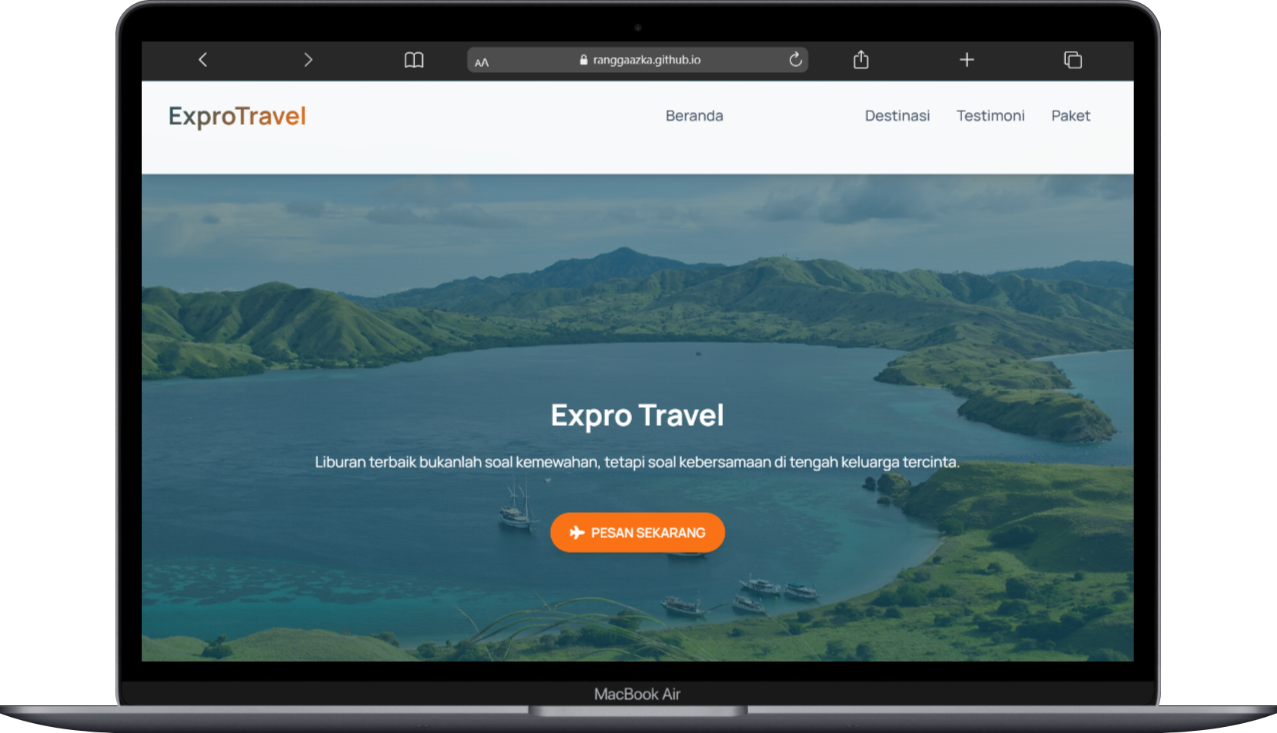 AA
ranggaazka.github.io
ExproTravel
Beranda Destinasi Testimoni Paket
Expro Travel
Liburan terbaik bukanlah soal kemewahan, tetapi soal kebersamaan di tengah keluarga tercinta.
PESAN SEKARANG
MacBook Air